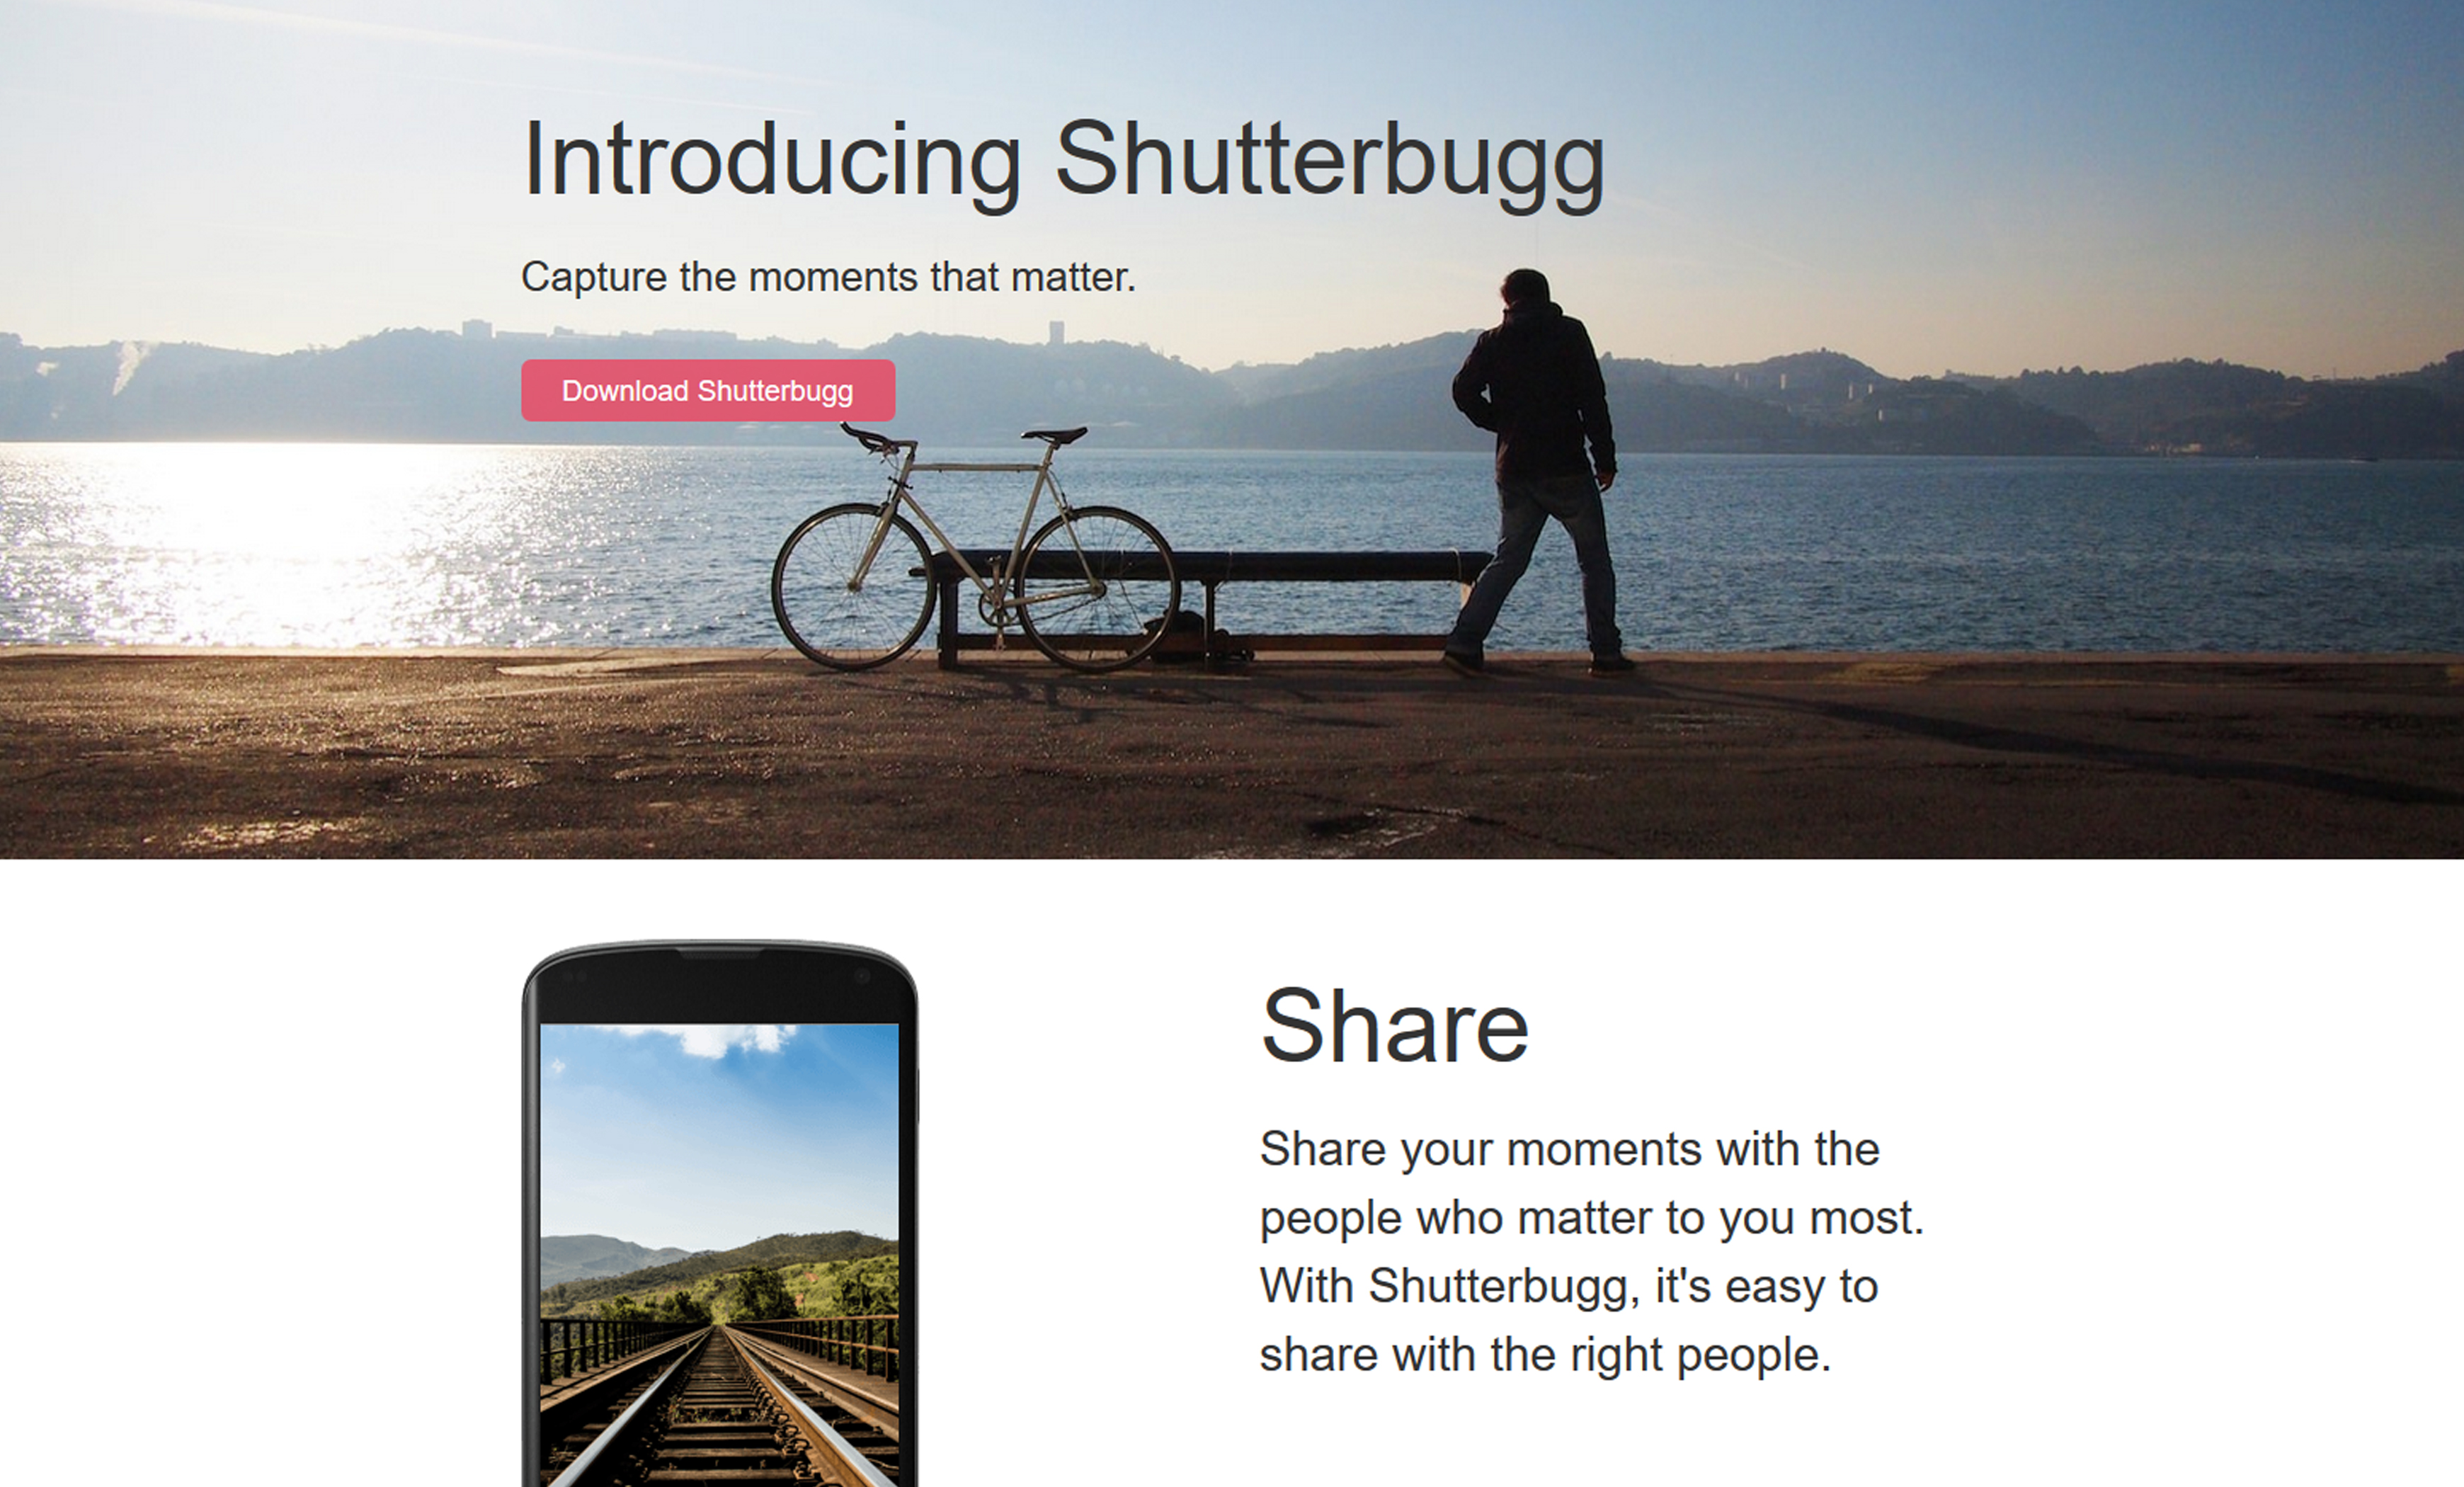 Introducing Shutterbugg
Capture the moments that matter.
Download Shutterbugg
Share
Share your moments with the
people who matter to you most.
With Shutterbugg, it's easy to
share with the right people.